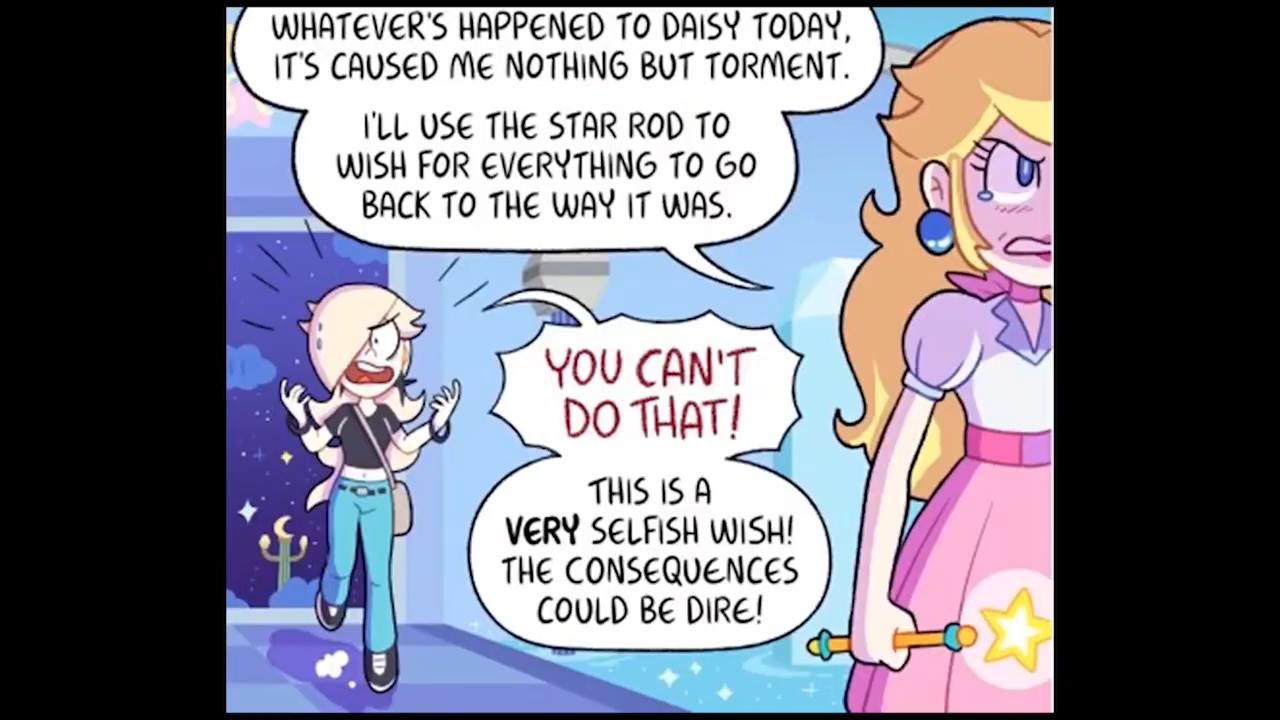 WHATEVER'S HAPPENED TO DAISY TODAY,
IT'S CAUSED ME NOTHING BUT TORMENT.
I'LL USE THE STAR ROD TO
WISH FOR EVERYTHING TO GO
BACK TO THE WAY IT WAS.
YOU CAN'T
DO THAT!
THIS IS A
VERY SELFISH WISH!
THE CONSEQUENCES
COULD BE DIRE!